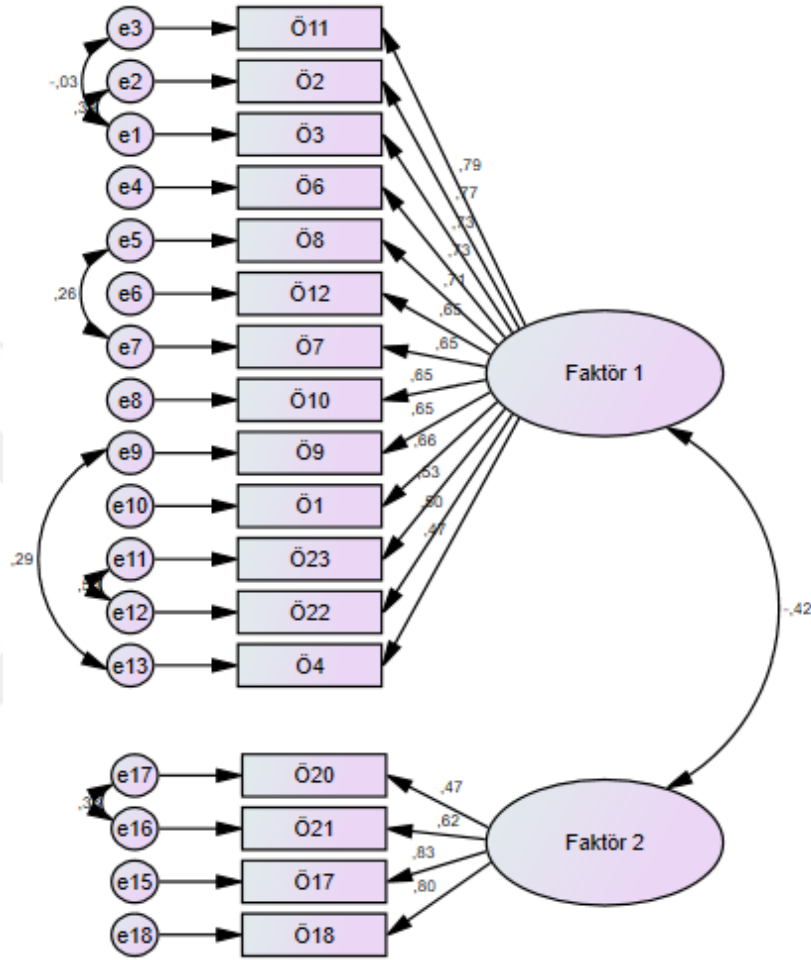 e3 Ö11
-,03
e2 Ö2
e1 Ö3
e4 Ö6
e5 Ö8
,26
e6 Ö12
e7 Ö7
e8 Ö10
e9 Ö9
e10 Ö1
,29
e11 Ö23
e12 Ö22
e13 Ö4
,79
,77
,73
,73
,71
,65
,65
,65
,65
,66
,53
,50
,47
Faktör 1
-,42
e17 Ö20
e16 Ö21
e15 Ö17
e18 Ö18
,47
,62
,83
,80
Faktör 2